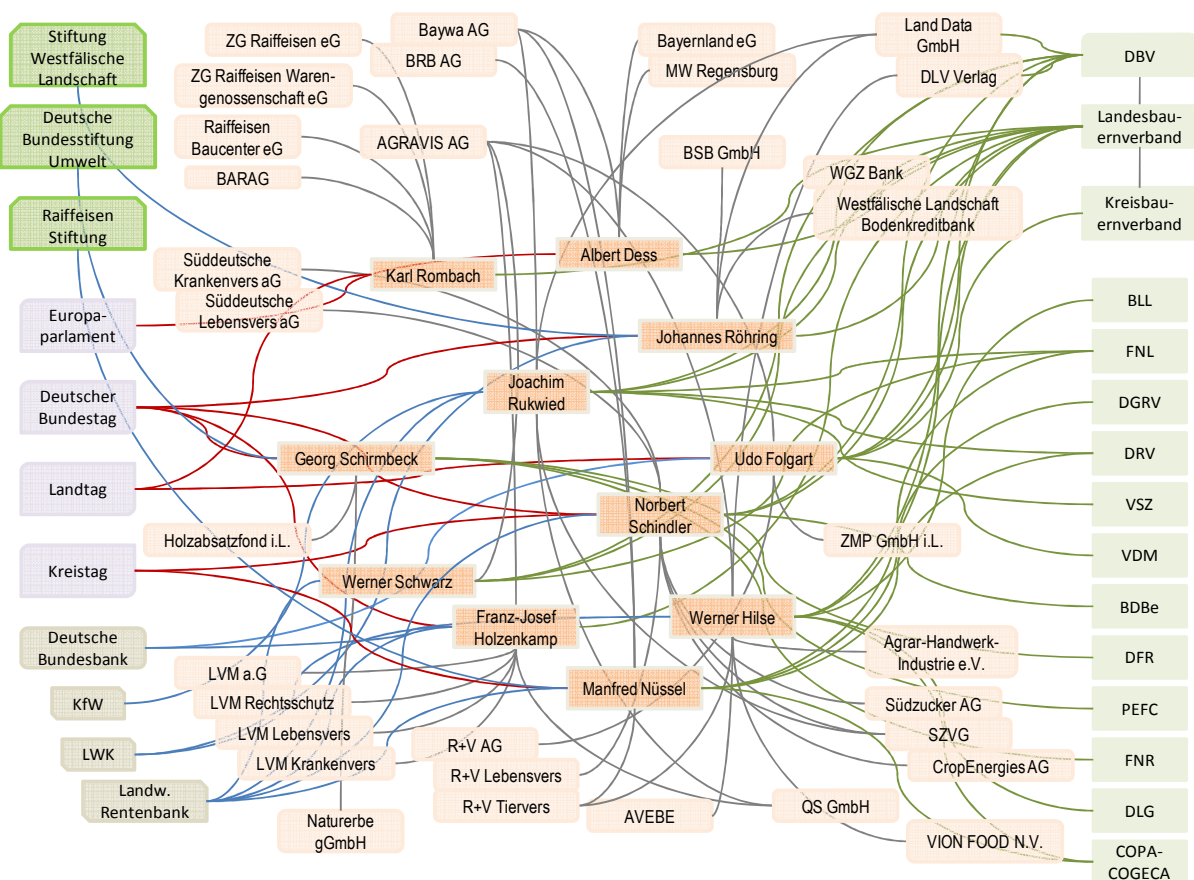 Stiftung
Westfälische
Landschaft
Deutsche
Bundesstiftung
Umwelt
Raiffeisen
Stiftung
Europa-
parlament
Deutscher
Bundestag
Landtag
Kreistag
Deutsche
Bundesbank
KfW
LWK
Landw.
Rentenbank
ZG Raiffeisen eG
ZG Raiffeisen Waren-
genossenschaft eG
Raiffeisen
Baucenter eG
BARAG
Süddeutsche
Krankenvers aG
Süddeutsche
Lebensvers aG
Baywa AG
BRB AG
AGRAVIS AG
Bayernland eG
MW Regensburg
BSB GmbH
Land Data
GmbH
DLV Verlag
WGZ Bank
Westfälische Landschaft
Bodenkreditbank
Karl Rombach
Albert Dess
Johannes Röhring
Joachim
Rukwied
Georg Schirmbeck
Udo Folgart
Norbert
Schindler
Werner Schwarz
Franz-Josef
Holzenkamp
Werner Hilse
Manfred Nüssel
Holzabsatzfond i.L.
ZMP GmbH i.L.
LVM a.G
LVM Rechtsschutz
LVM Lebensvers
LVM Krankenvers
Naturerbe
gGmbH
R+V AG
R+V Lebensvers
R+V Tiervers
AVEBE
QS GmbH
Agrar-Handwerk-
Industrie e.V.
Südzucker AG
SZVG
CropEnergies AG
VION FOOD N.V.
DBV
Landesbau-
ernverband
Kreisbau-
ernverband
BLL
FNL
DGRV
DRV
VSZ
VDM
BDBe
DFR
PEFC
FNR
DLG
COPA-
COGECA